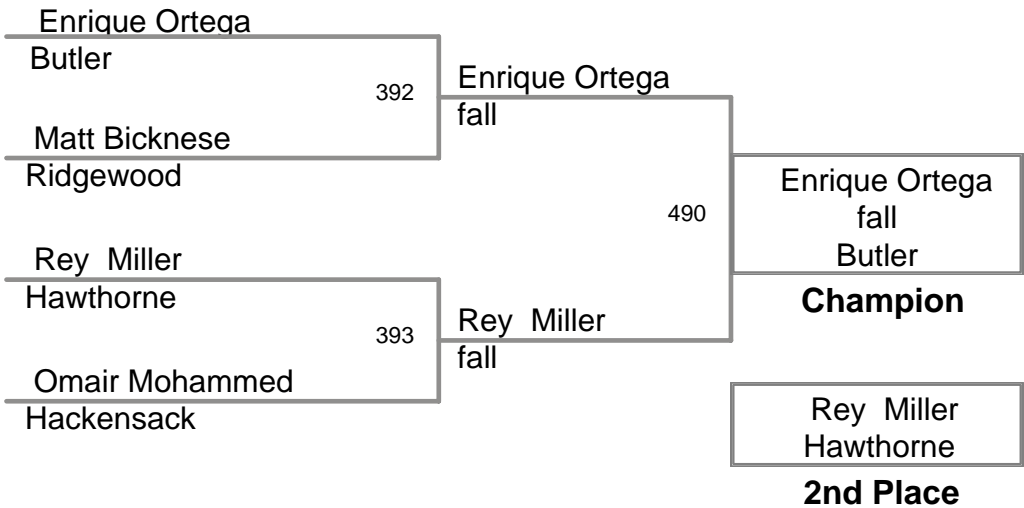 Enrique Ortega
Butler
392
Matt Bicknese
Ridgewood
Enrique Ortega
fall
Rey Miller
Hawthorne
393
Omair Mohammed
Hackensack
Rey Miller
fall
490
Enrique Ortega
fall
Butler
Champion
Rey Miller
Hawthorne
2nd Place